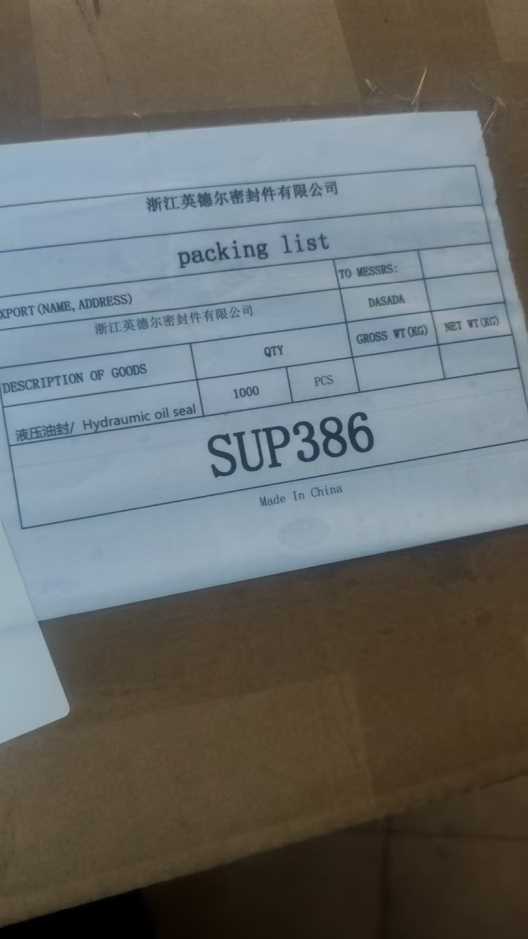 浙江英德尔密封件有限公司
packing list
XPORT(NAME, ADDRESS)
TO MESSRS:
浙江英德尔密封件有限公司
DASADA
DESCRIPTION OF GOODS
QTY
GROSS WT(KG)
NET WT(KG)
液压油封/ Hydraumic oil seal
1000
PCS
SUP386
Made In China